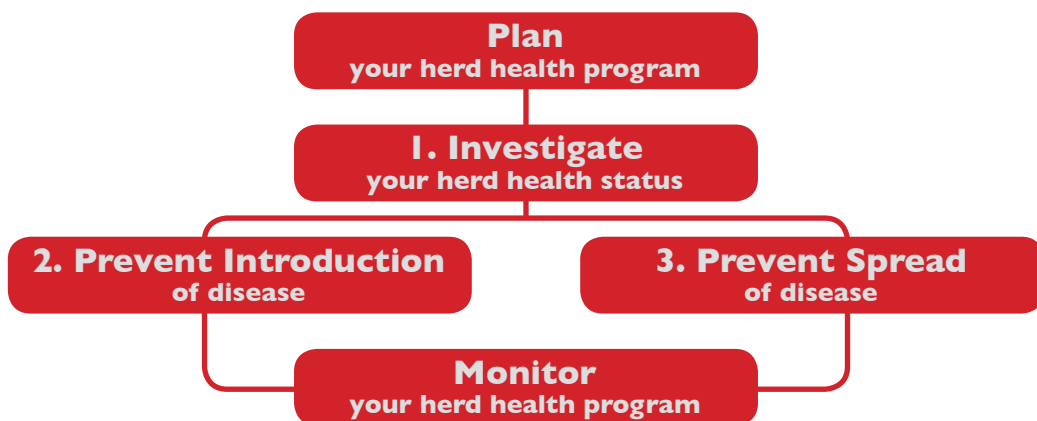 Plan
your herd health program
1. Investigate
your herd health status
2. Prevent Introduction
of disease
3. Prevent Spread
of disease
Monitor
your herd health program